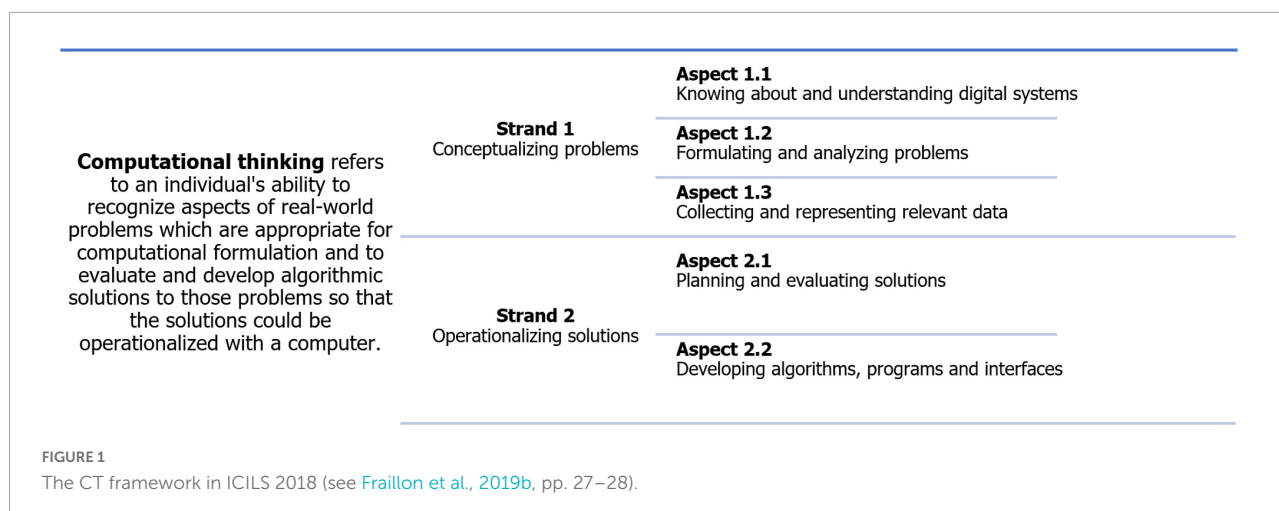 Computational thinking refers
to an individual's ability to
recognize aspects of real-world
problems which are appropriate for
computational formulation and to
evaluate and develop algorithmic
solutions to those problems so that
the solutions could be
operationalized with a computer.
Strand 1
Conceptualizing problems
Aspect 1.1
Knowing about and understanding digital systems
Aspect 1.2
Formulating and analyzing problems
Aspect 1.3
Collecting and representing relevant data
Strand 2
Operationalizing solutions
Aspect 2.1
Planning and evaluating solutions
Aspect 2.2
Developing algorithms, programs and interfaces
FIGURE 1
The CT framework in ICILS 2018 (see Fraillon et al., 2019b, pp. 27–28).